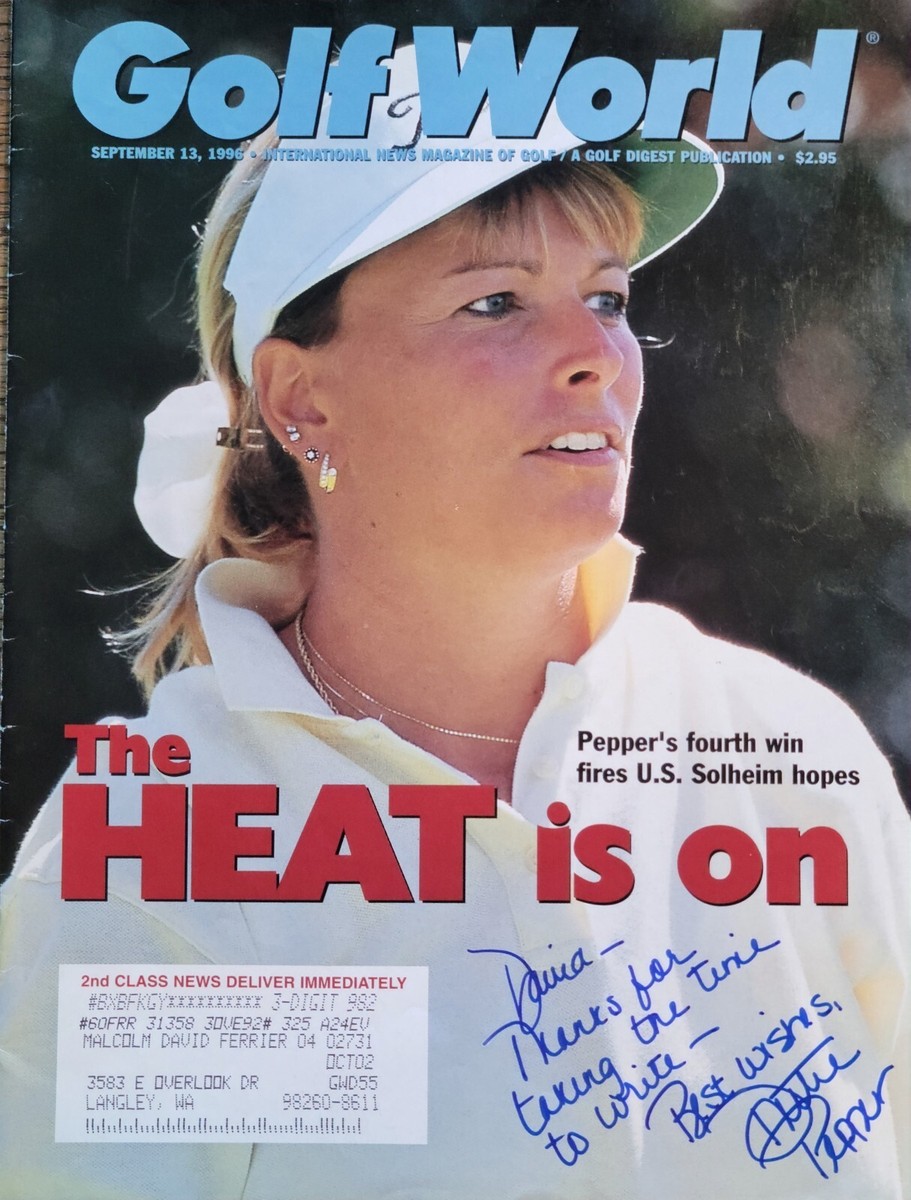 Golf World®
SEPTEMBER 13, 1996 • INTERNATIONAL NEWS MAGAZINE OF GOLF / A GOLF DIGEST PUBLICATION • $2.95
Pepper's fourth win
fires U.S. Solheim hopes
The
HEAT is on
2nd CLASS NEWS DELIVER IMMEDIATELY
#BXBFKGY********** 3-DIGIT 982
#60FRR 31358 30VE92# 325 A24EV
MALCOLM DAVID FERRIER 04 02731
OCT02
3583 E OVERLOOK DR GWD55
LANGLEY, WA 98260-8611
David —
Thanks for
taking the time
to write —
Best wishes,
Dottie
Pepper